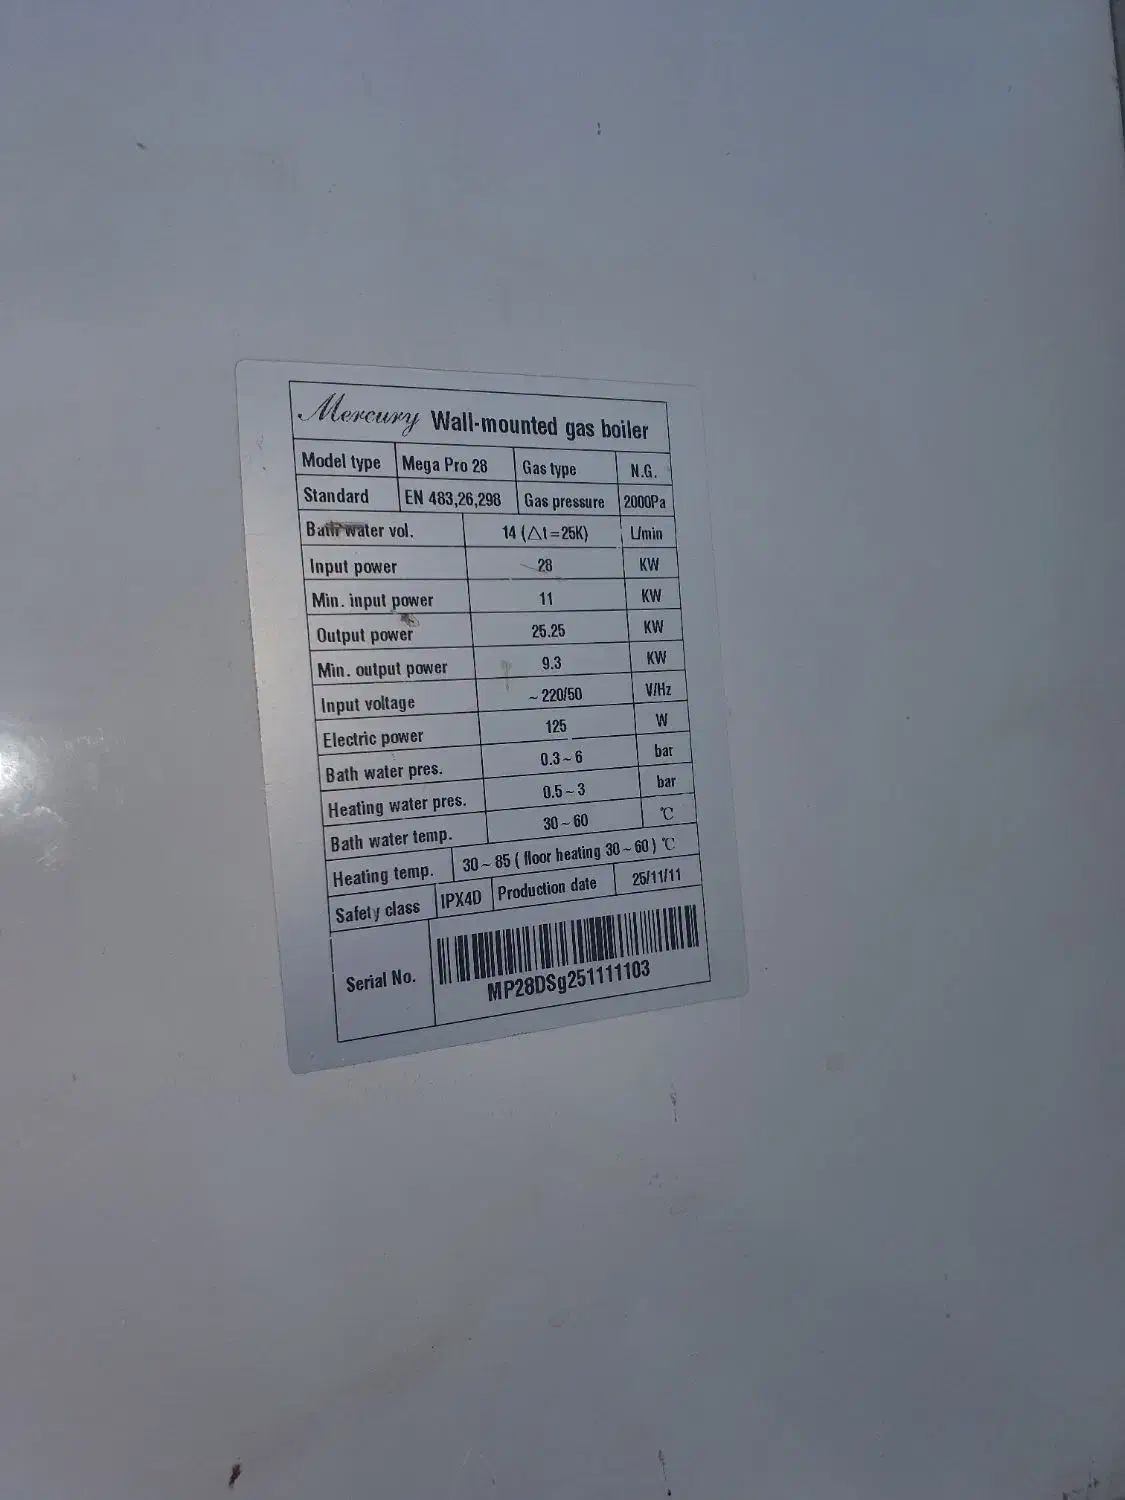 Mercury Wall-mounted gas boiler
Model type Mega Pro 28 Gas type N.G.
Standard EN 483,26,298 Gas pressure 2000Pa
Bath water vol. 14 (△t=25K) L/min
Input power 28 KW
Min. input power 11 KW
Output power 25.25 KW
Min. output power 9.3 KW
Input voltage ~220/50 V/Hz
Electric power 125 W
Bath water pres. 0.3~6 bar
Heating water pres. 0.5~3 bar
Bath water temp. 30~60 ℃
Heating temp. 30~85 ( floor heating 30~60 ) ℃
Safety class IPX4D Production date 25/11/11
Serial No. MP28DSg251111103